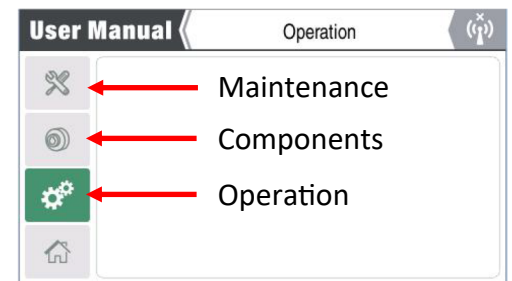 User Manual
Operation
Maintenance
Components
Operation